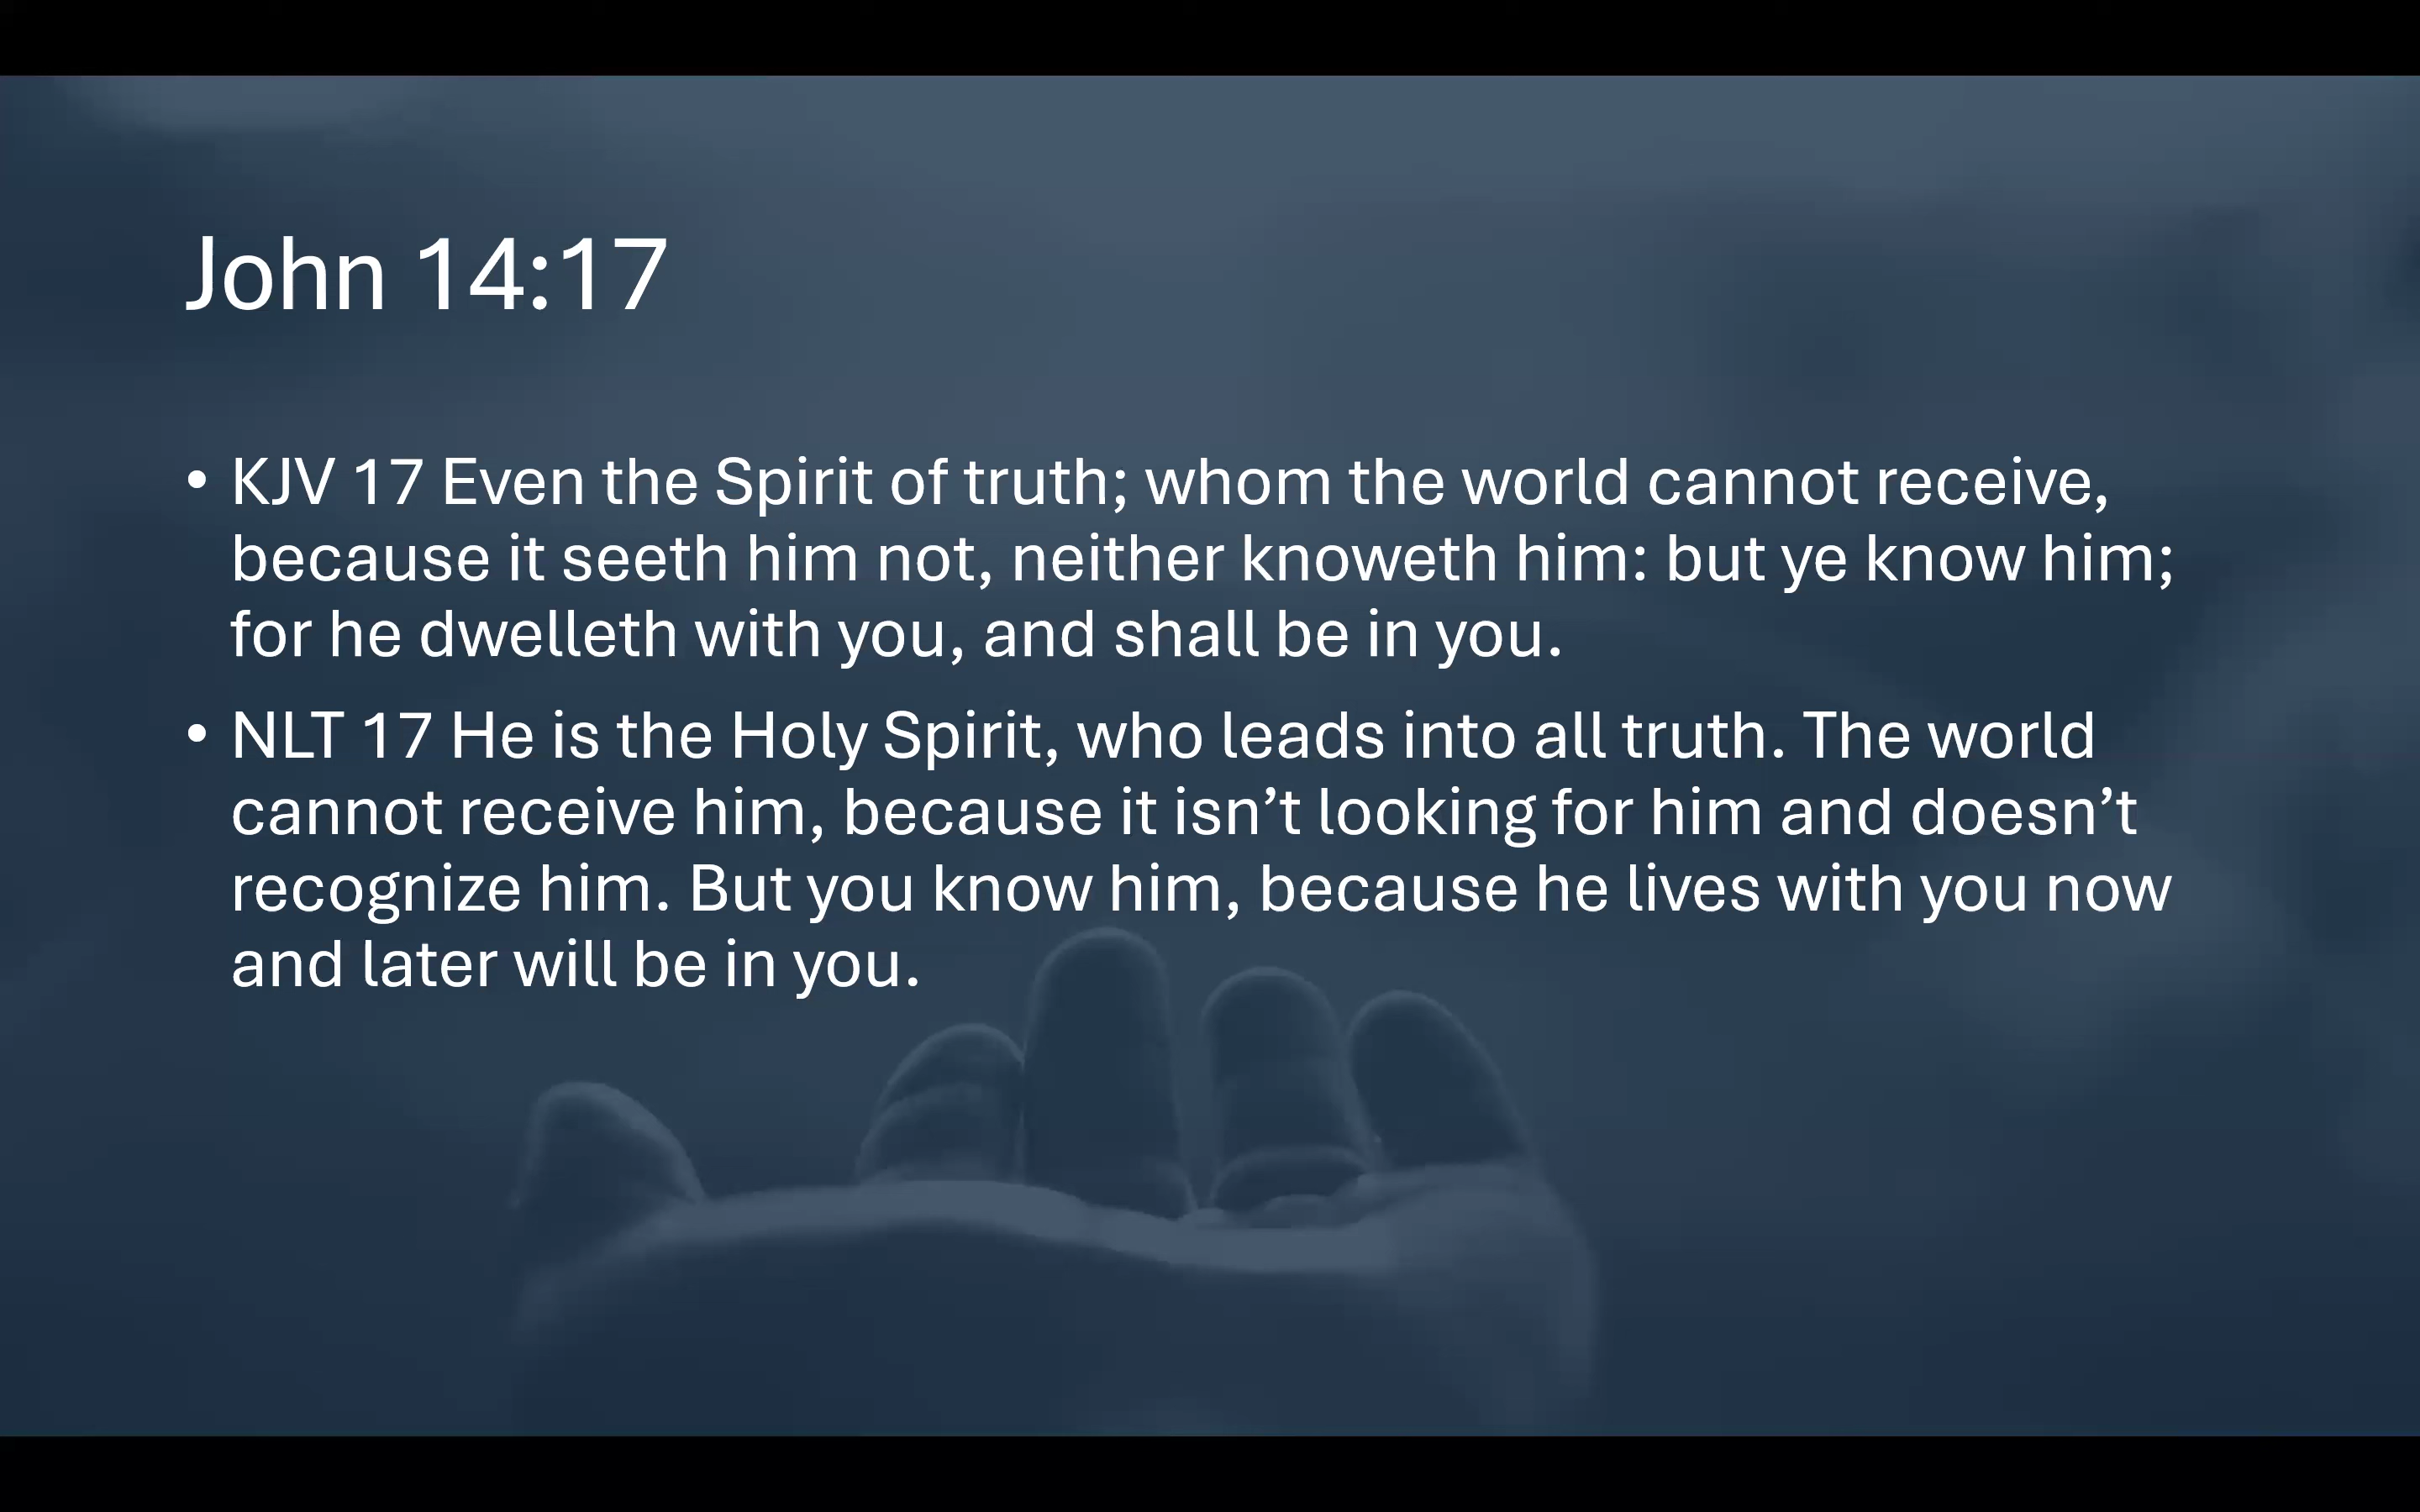 John 14:17
• KJV 17 Even the Spirit of truth; whom the world cannot receive,
because it seeth him not, neither knoweth him: but ye know him;
for he dwelleth with you, and shall be in you.
• NLT 17 He is the Holy Spirit, who leads into all truth. The world
cannot receive him, because it isn’t looking for him and doesn’t
recognize him. But you know him, because he lives with you now
and later will be in you.